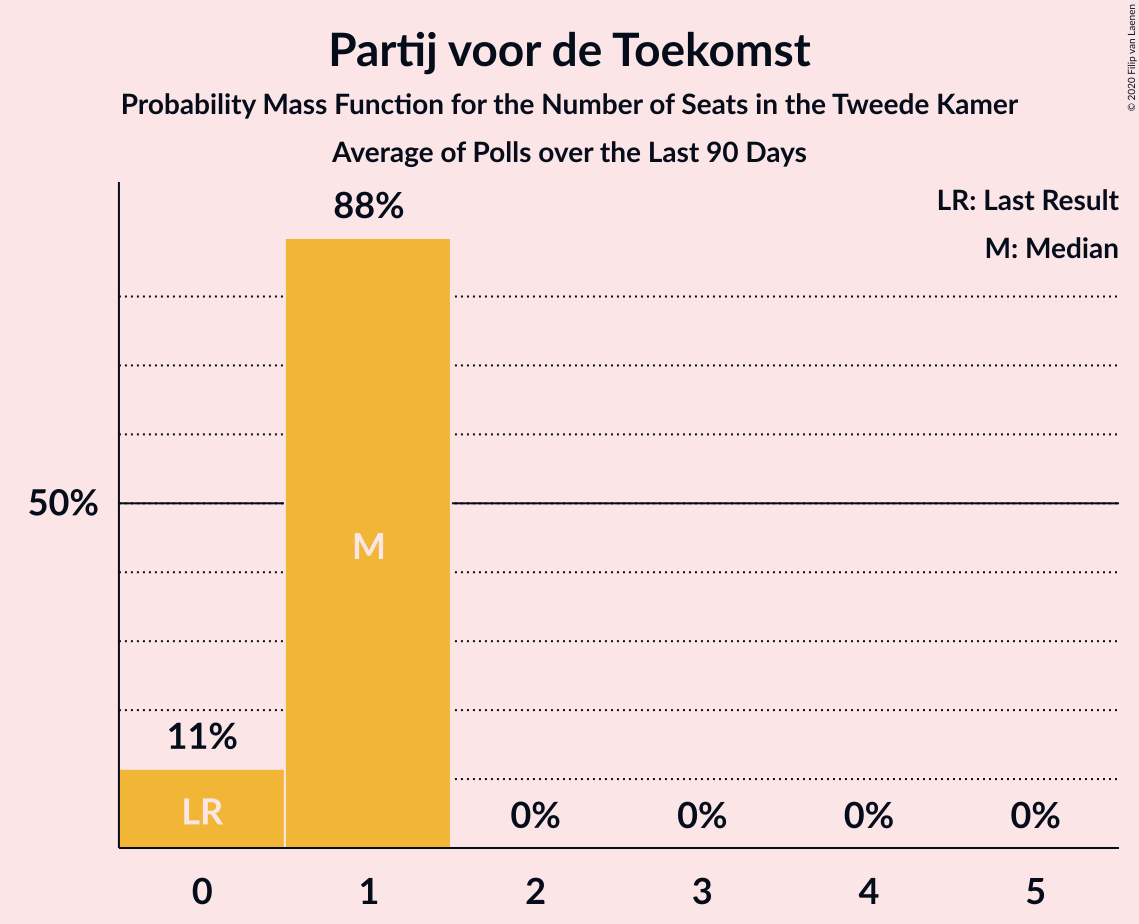 Partij voor de Toekomst
Probability Mass Function for the Number of Seats in the Tweede Kamer
Average of Polls over the Last 90 Days
© 2020 Filip van Laenen
LR: Last Result
M: Median
88%
50%
M
11%
LR
0%
0%
0%
0%
0 1 2 3 4 5